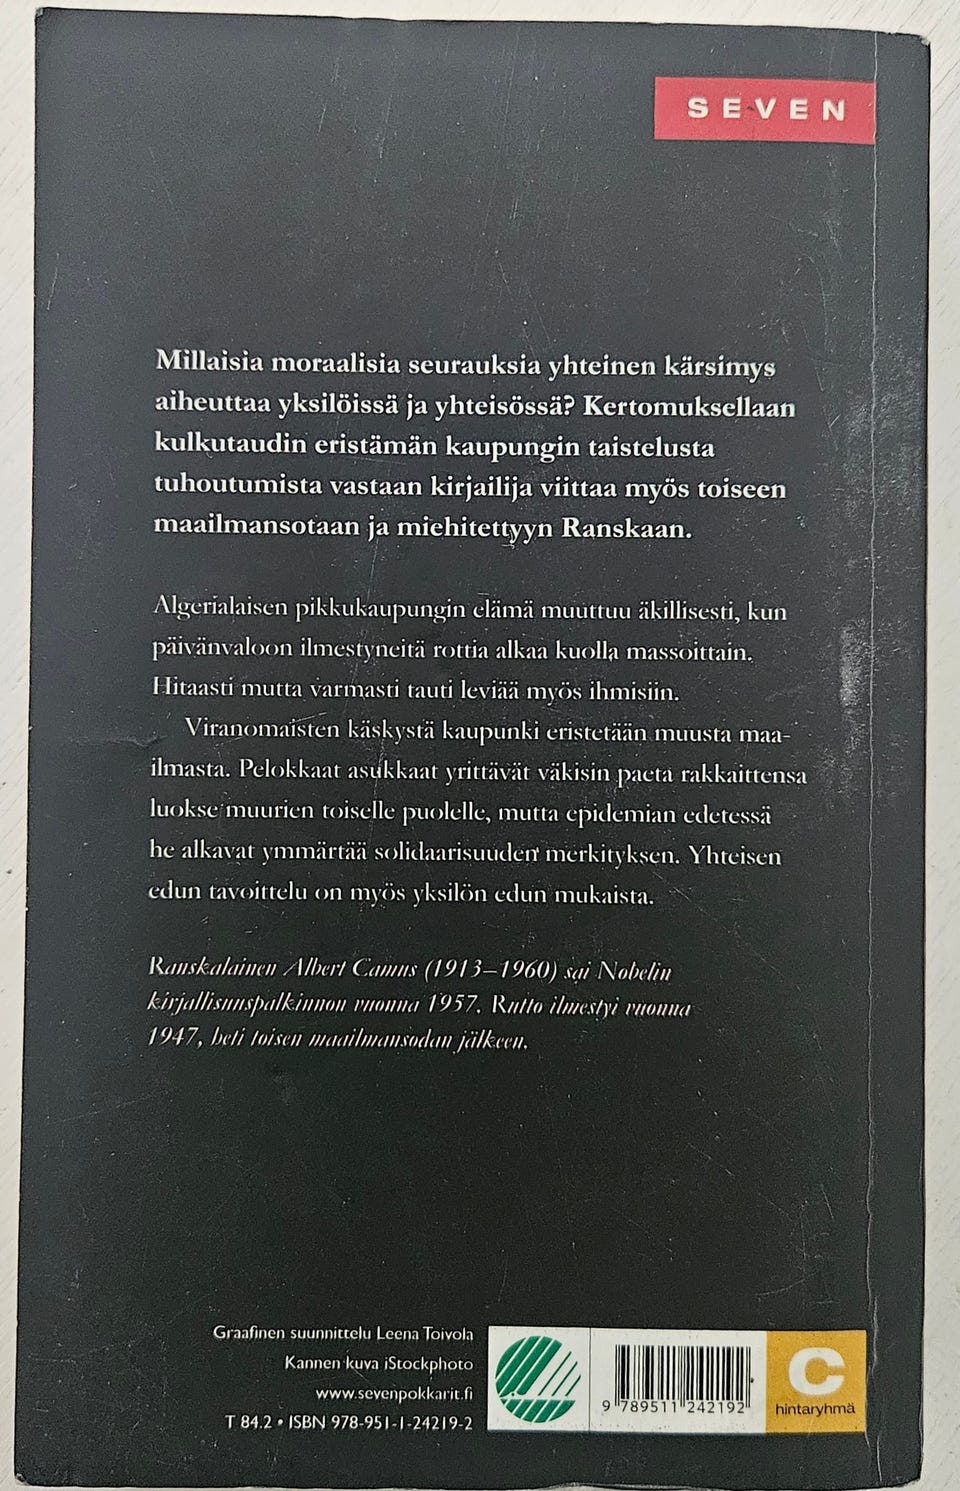 SEVEN
Millaisia moraalisia seurauksia yhteinen kärsimys
aiheuttaa yksilöissä ja yhteisössä? Kertomuksellaan
kulkutaudin eristämän kaupungin taistelusta
tuhoutumista vastaan kirjailija viittaa myös toiseen
maailmansotaan ja miehitettyyn Ranskaan.
Algerialaisen pikkukaupungin elämä muuttuu äkillisesti, kun
päivänvaloon ilmestyneitä rottia alkaa kuolla massoittain.
Hitaasti mutta varmasti tauti leviää myös ihmisiin.
Viranomaisten käskystä kaupunki eristetään muusta maa-
ilmasta. Pelokkaat asukkaat yrittävät väkisin paeta rakkaittensa
luokse muurien toiselle puolelle, mutta epidemian edetessä
he alkavat ymmärtää solidaarisuuden merkityksen. Yhteisen
edun tavoittelu on myös yksilön edun mukaista.
Ranskalainen Albert Camus (1913–1960) sai Nobelin
kirjallisuuspalkinnon vuonna 1957. Rutto ilmestyi vuonna
1947, heti toisen maailmansodan jälkeen.
Graafinen suunnittelu Leena Toivola
Kannen kuva iStockphoto
www.sevenpokkarit.fi
T 84.2 • ISBN 978-951-1-24219-2
9 789511 242192
C
hintaryhmä